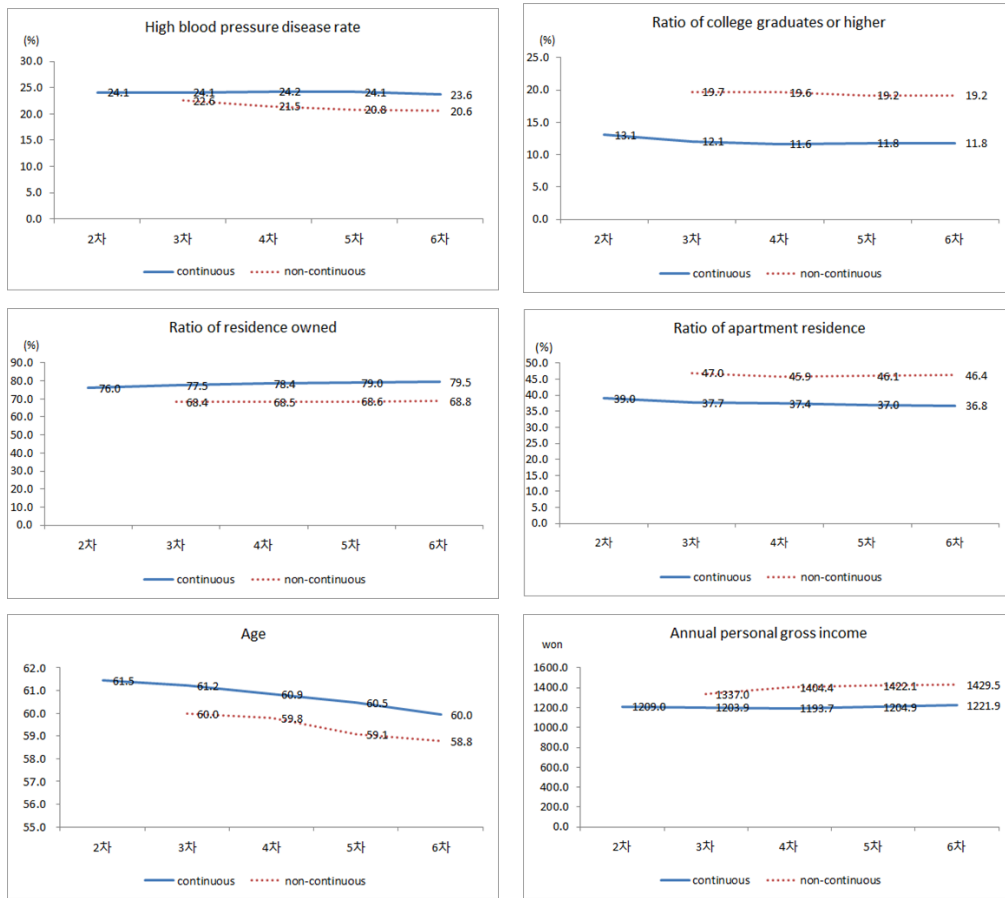 High blood pressure disease rate
(%)
30.0
25.0
20.0
15.0
10.0
5.0
0.0
24.1 24.1 24.2 24.1 23.6
22.6 21.5 20.8 20.6
2차 3차 4차 5차 6차
continuous non-continuous
Ratio of college graduates or higher
(%)
25.0
20.0
15.0
10.0
5.0
0.0
19.7 19.6 19.2 19.2
13.1 12.1 11.6 11.8 11.8
2차 3차 4차 5차 6차
continuous non-continuous
Ratio of residence owned
(%)
90.0
80.0
70.0
60.0
50.0
40.0
30.0
20.0
10.0
0.0
76.0 77.5 78.4 79.0 79.5
68.4 68.5 68.6 68.8
2차 3차 4차 5차 6차
continuous non-continuous
Ratio of apartment residence
(%)
50.0
45.0
40.0
35.0
30.0
25.0
20.0
15.0
10.0
5.0
0.0
47.0 45.9 46.1 46.4
39.0 37.7 37.4 37.0 36.8
2차 3차 4차 5차 6차
continuous non-continuous
Age
62.0
61.0
60.0
59.0
58.0
57.0
56.0
55.0
61.5 61.2 60.9 60.5 60.0
60.0 59.8 59.1 58.8
2차 3차 4차 5차 6차
continuous non-continuous
Annual personal gross income
won
1600.0
1400.0
1200.0
1000.0
800.0
600.0
400.0
200.0
0.0
1337.0 1404.4 1422.1 1429.5
1209.0 1203.9 1193.7 1204.9 1221.9
2차 3차 4차 5차 6차
continuous non-continuous